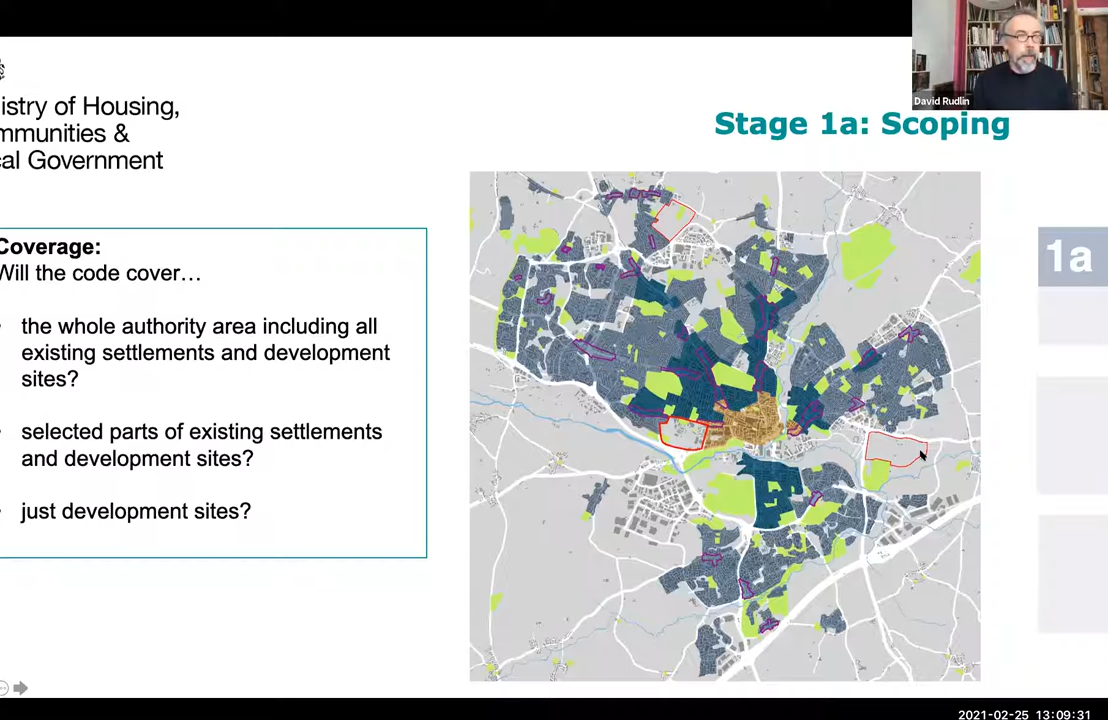 David Rudlin
istry of Housing,
mmunities &
cal Government
Stage 1a: Scoping
Coverage:
Will the code cover…
the whole authority area including all
existing settlements and development
sites?
selected parts of existing settlements
and development sites?
just development sites?
1a
2021-02-25 13:09:31